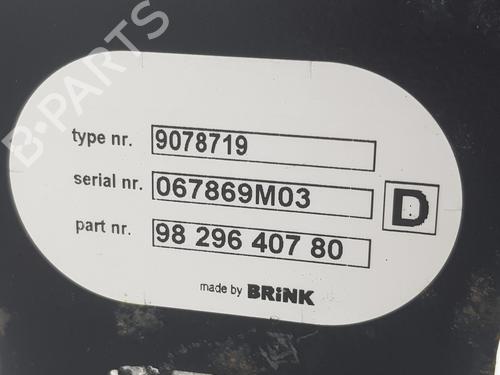 B-PARTS
type nr. 9078719
serial nr. 067869M03
D
part nr. 98 296 407 80
made by BRiNK